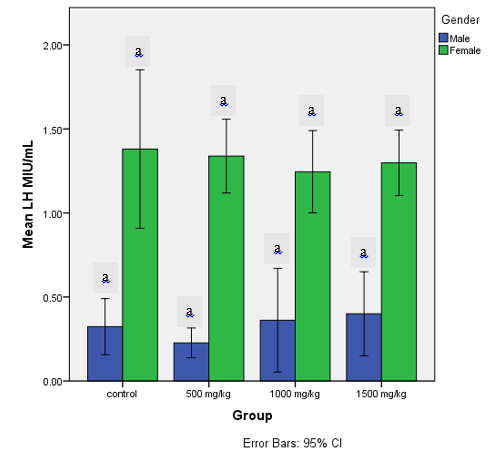 Gender
Male
Female
Mean LH MIU/mL
2.00
1.50
1.00
0.50
0.00
a
a
a
a
a
a
a
a
control
500 mg/kg
1000 mg/kg
1500 mg/kg
Group
Error Bars: 95% CI